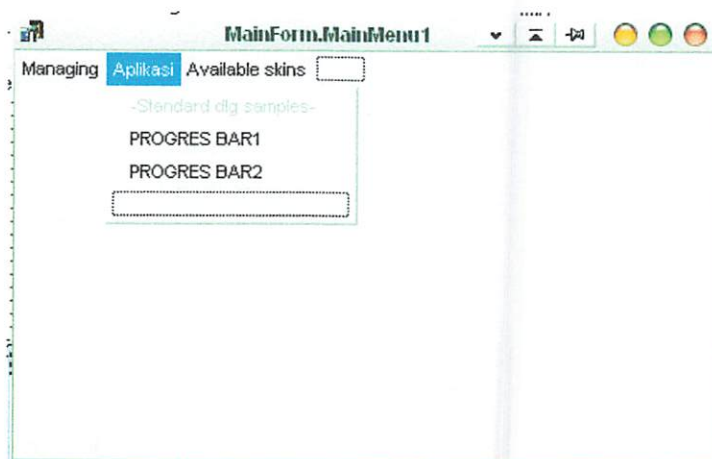 MainForm.MainMenu1
Managing Aplikasi Available skins
-Standard dlg samples-
PROGRES BAR1
PROGRES BAR2